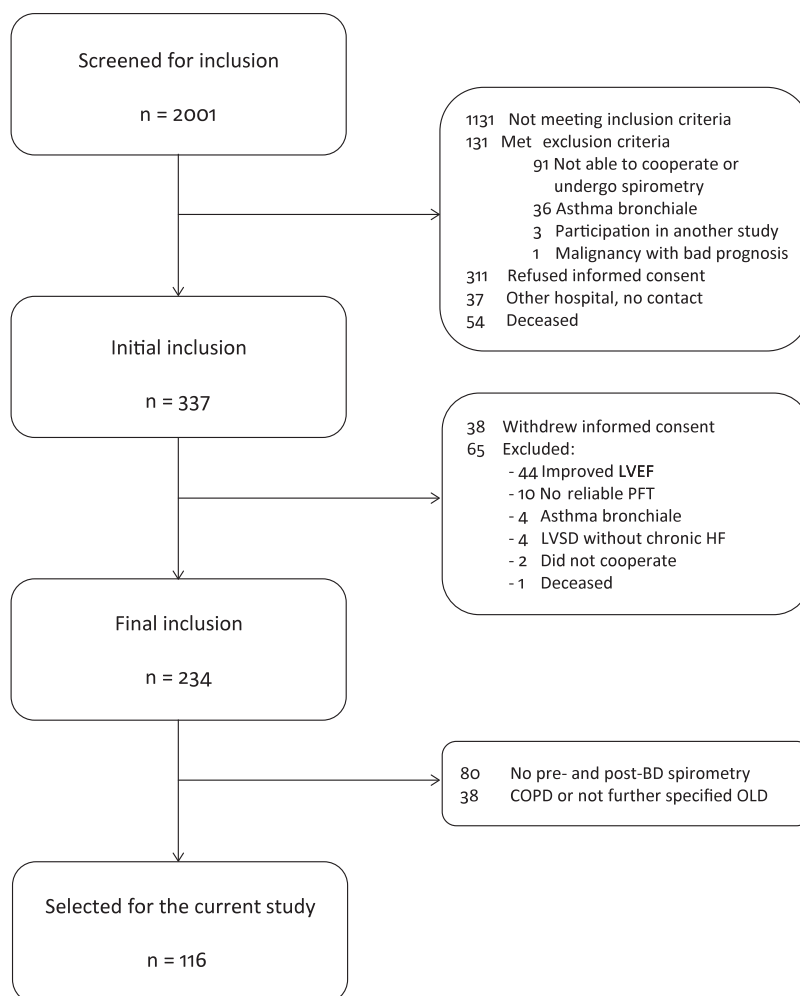 Screened for inclusion
n = 2001
1131 Not meeting inclusion criteria
131 Met exclusion criteria
91 Not able to cooperate or
undergo spirometry
36 Asthma bronchiale
3 Participation in another study
1 Malignancy with bad prognosis
311 Refused informed consent
37 Other hospital, no contact
54 Deceased
Initial inclusion
n = 337
38 Withdrew informed consent
65 Excluded:
- 44 Improved LVEF
- 10 No reliable PFT
- 4 Asthma bronchiale
- 4 LVSD without chronic HF
- 2 Did not cooperate
- 1 Deceased
Final inclusion
n = 234
80 No pre- and post-BD spirometry
38 COPD or not further specified OLD
Selected for the current study
n = 116